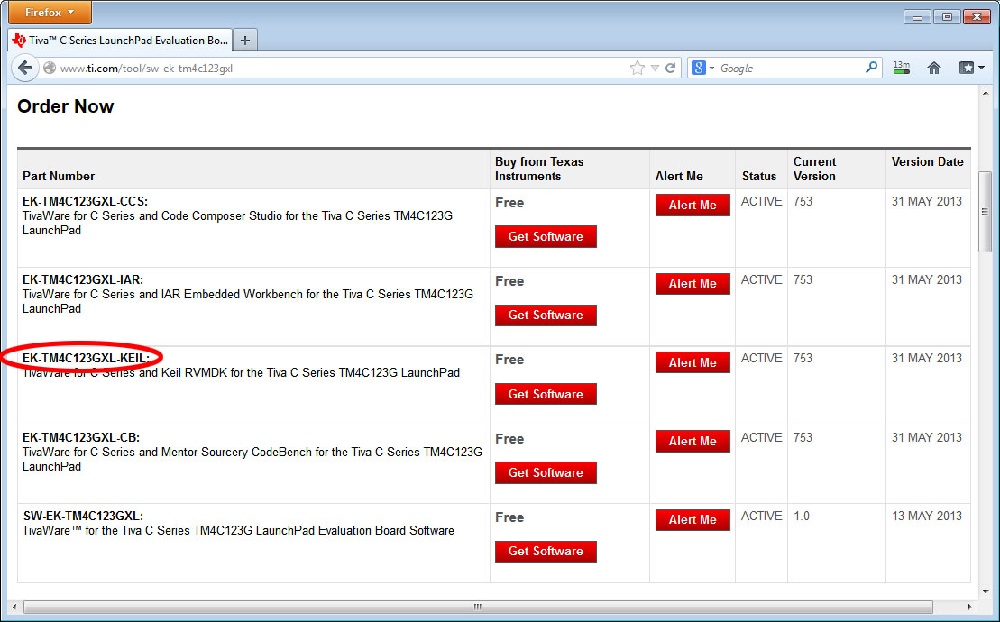 Firefox
Tiva™ C Series LaunchPad Evaluation Bo...
www.ti.com/tool/sw-ek-tm4c123gxl
Google
13m
Order Now
Part Number
Buy from Texas
Instruments
Alert Me
Status
Current
Version
Version Date
EK-TM4C123GXL-CCS:
TivaWare for C Series and Code Composer Studio for the Tiva C Series TM4C123G
LaunchPad
Free
Get Software
Alert Me
ACTIVE
753
31 MAY 2013
EK-TM4C123GXL-IAR:
TivaWare for C Series and IAR Embedded Workbench for the Tiva C Series TM4C123G
LaunchPad
Free
Get Software
Alert Me
ACTIVE
753
31 MAY 2013
EK-TM4C123GXL-KEIL:
TivaWare for C Series and Keil RVMDK for the Tiva C Series TM4C123G LaunchPad
Free
Get Software
Alert Me
ACTIVE
753
31 MAY 2013
EK-TM4C123GXL-CB:
TivaWare for C Series and Mentor Sourcery CodeBench for the Tiva C Series TM4C123G
LaunchPad
Free
Get Software
Alert Me
ACTIVE
753
31 MAY 2013
SW-EK-TM4C123GXL:
TivaWare™ for the Tiva C Series TM4C123G LaunchPad Evaluation Board Software
Free
Get Software
Alert Me
ACTIVE
1.0
13 MAY 2013